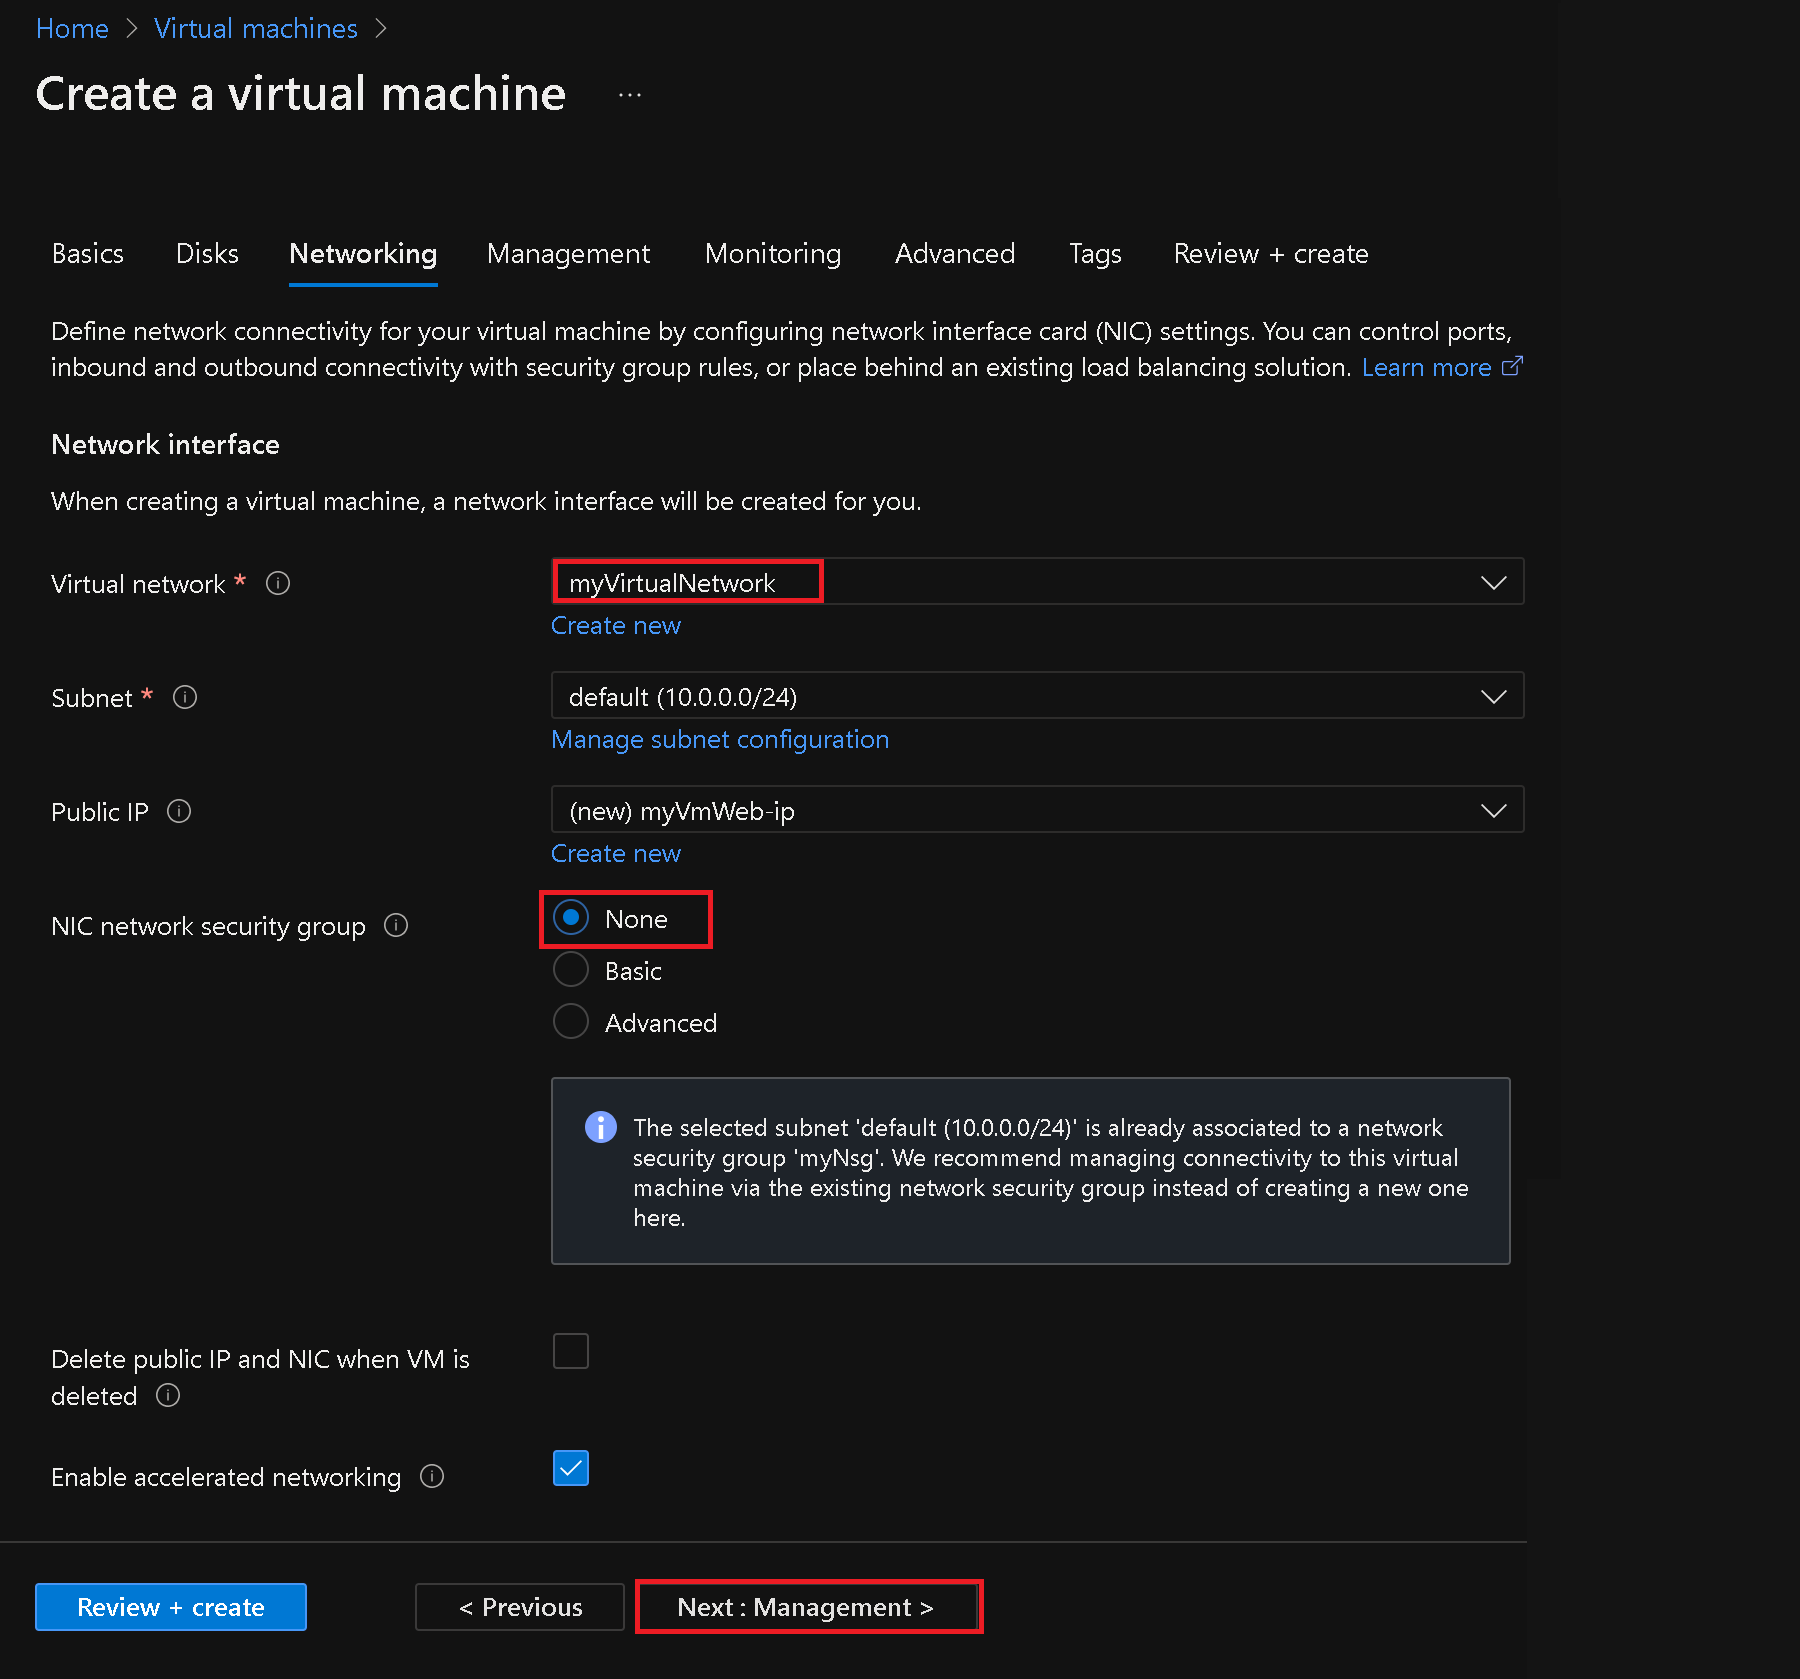 Home > Virtual machines >
Create a virtual machine ...
Basics Disks Networking Management Monitoring Advanced Tags Review + create
Define network connectivity for your virtual machine by configuring network interface card (NIC) settings. You can control ports,
inbound and outbound connectivity with security group rules, or place behind an existing load balancing solution. Learn more
Network interface
When creating a virtual machine, a network interface will be created for you.
Virtual network * myVirtualNetwork
Create new
Subnet * default (10.0.0.0/24)
Manage subnet configuration
Public IP (new) myVmWeb-ip
Create new
NIC network security group None
Basic
Advanced
The selected subnet 'default (10.0.0.0/24)' is already associated to a network
security group 'myNsg'. We recommend managing connectivity to this virtual
machine via the existing network security group instead of creating a new one
here.
Delete public IP and NIC when VM is
deleted
Enable accelerated networking
Review + create < Previous Next : Management >